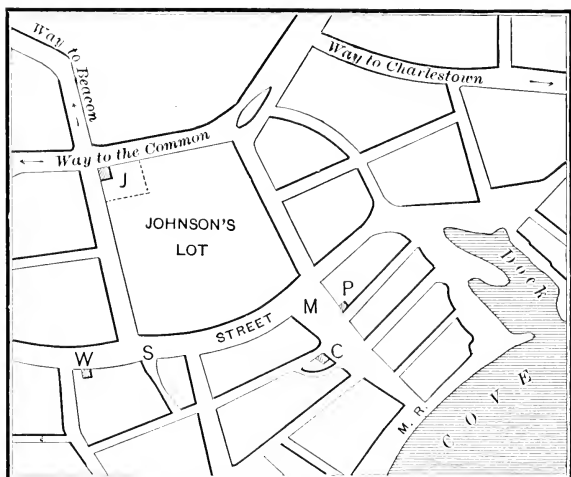 Way to Beacon
Way to Charlestown
Way to the Common
J
JOHNSON'S
LOT
P
M
STREET
W
S
C
M. R.
Dock
COVE